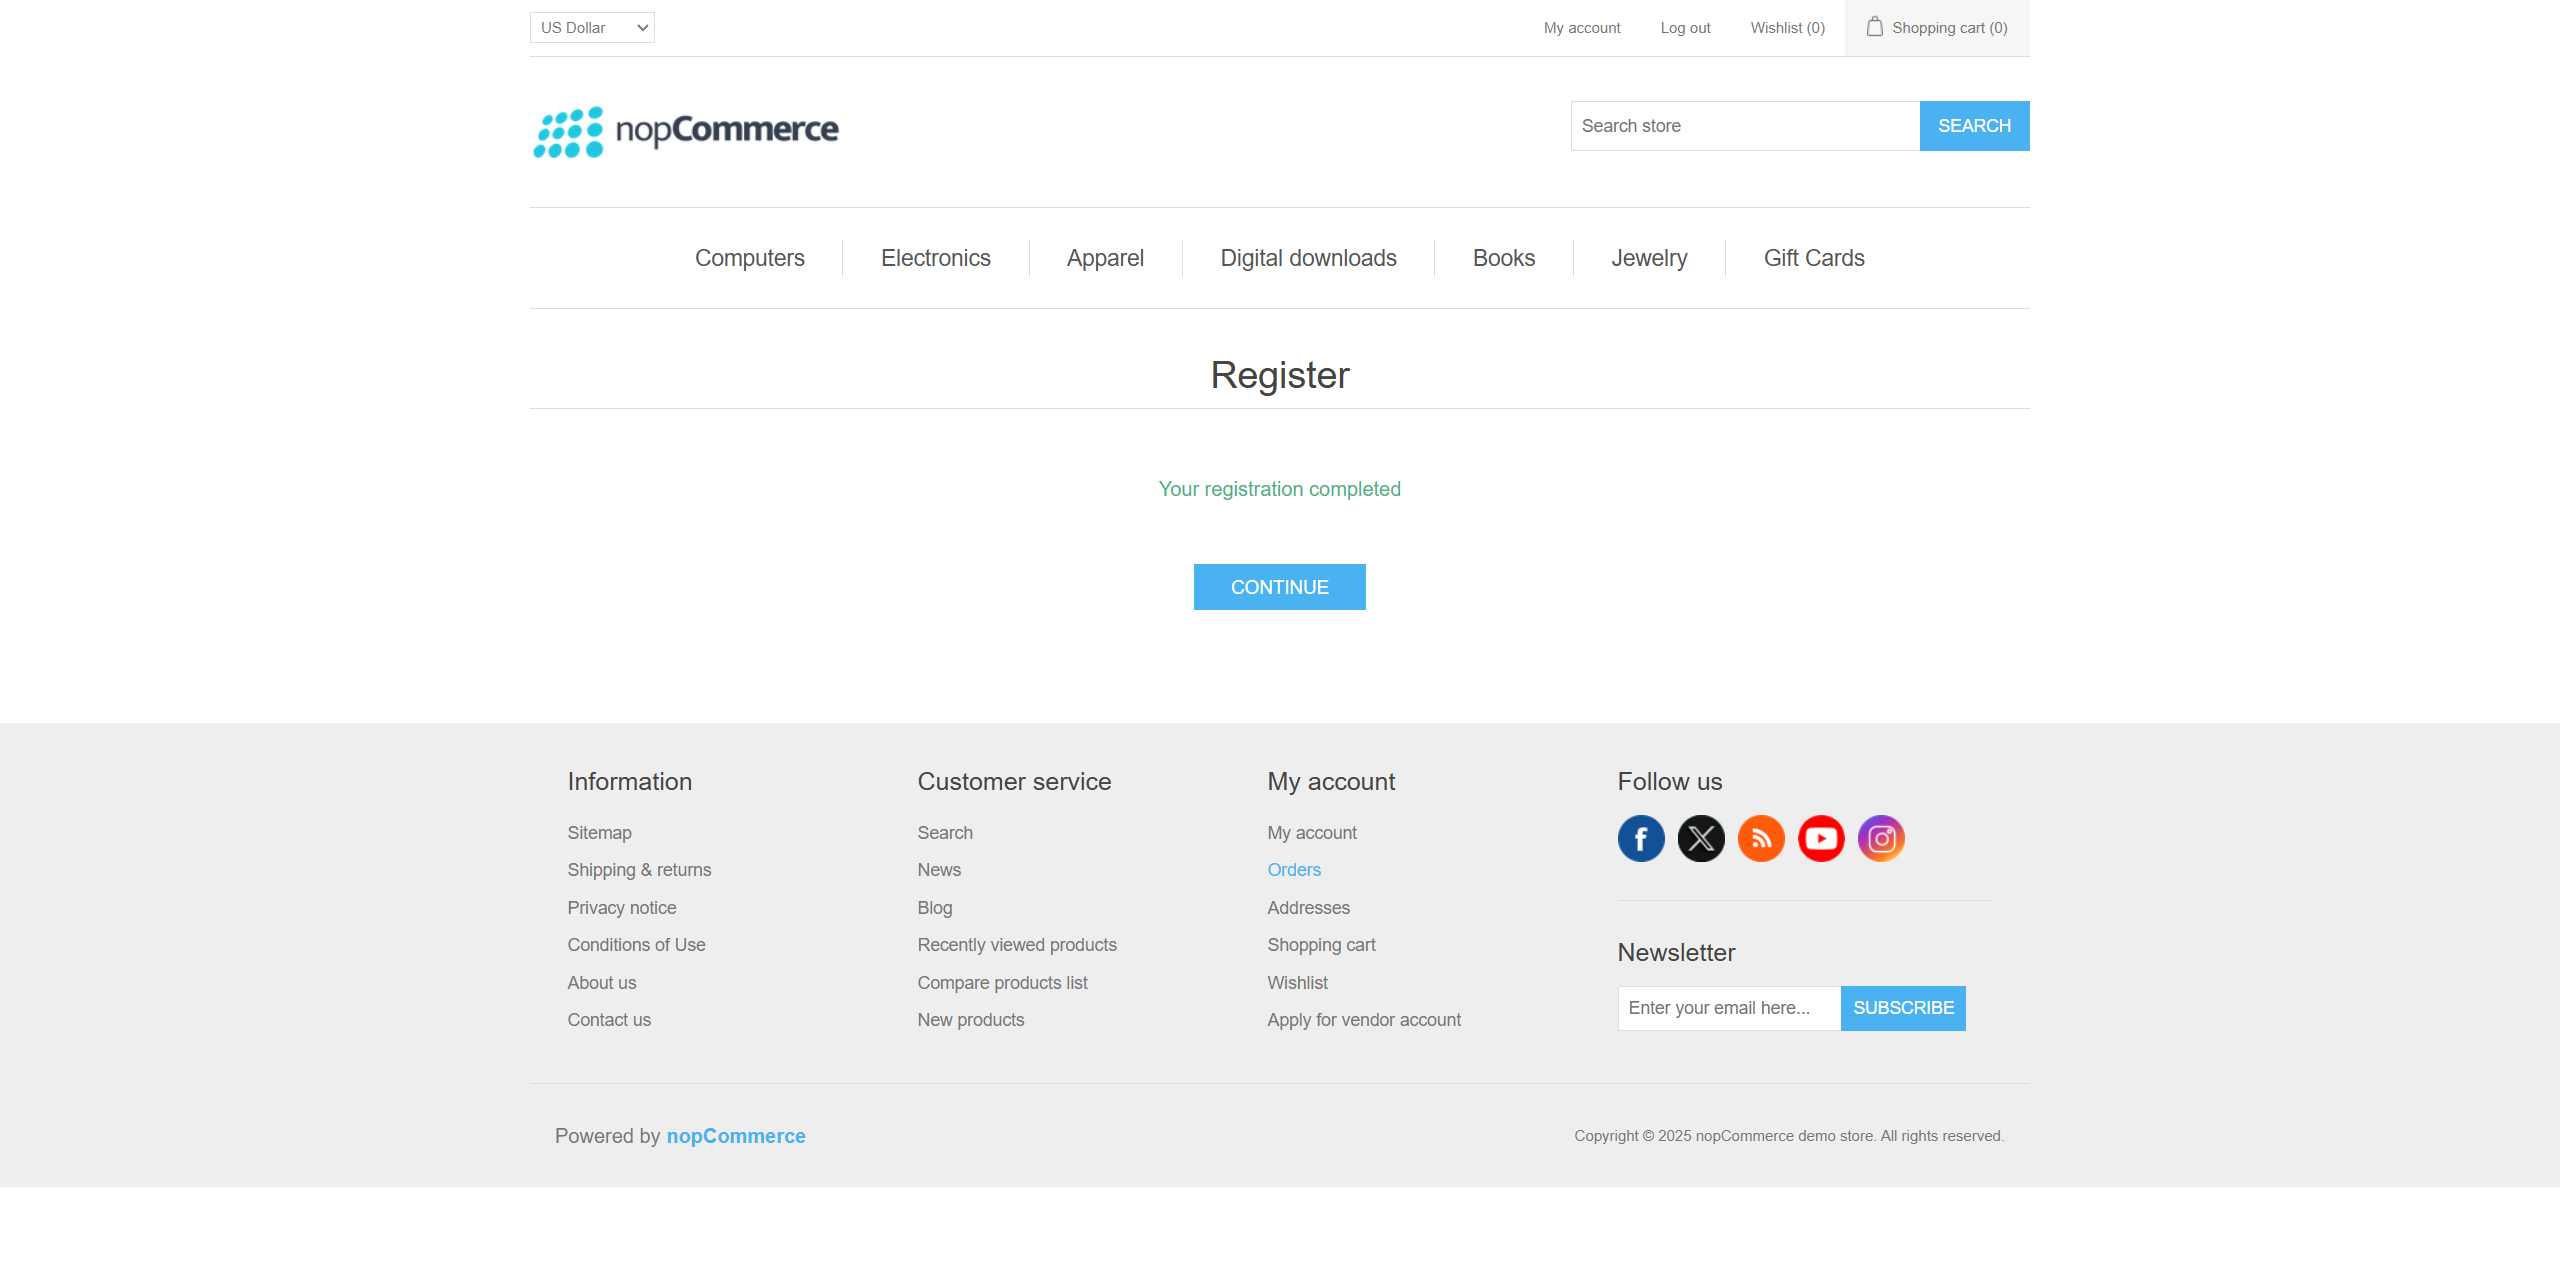 US Dollar
My account
Log out
Wishlist (0)
Shopping cart (0)
nopCommerce
Search store
SEARCH
Computers
Electronics
Apparel
Digital downloads
Books
Jewelry
Gift Cards
Register
Your registration completed
CONTINUE
Information
Sitemap
Shipping & returns
Privacy notice
Conditions of Use
About us
Contact us
Customer service
Search
News
Blog
Recently viewed products
Compare products list
New products
My account
My account
Orders
Addresses
Shopping cart
Wishlist
Apply for vendor account
Follow us
Newsletter
Enter your email here...
SUBSCRIBE
Powered by nopCommerce
Copyright © 2025 nopCommerce demo store. All rights reserved.